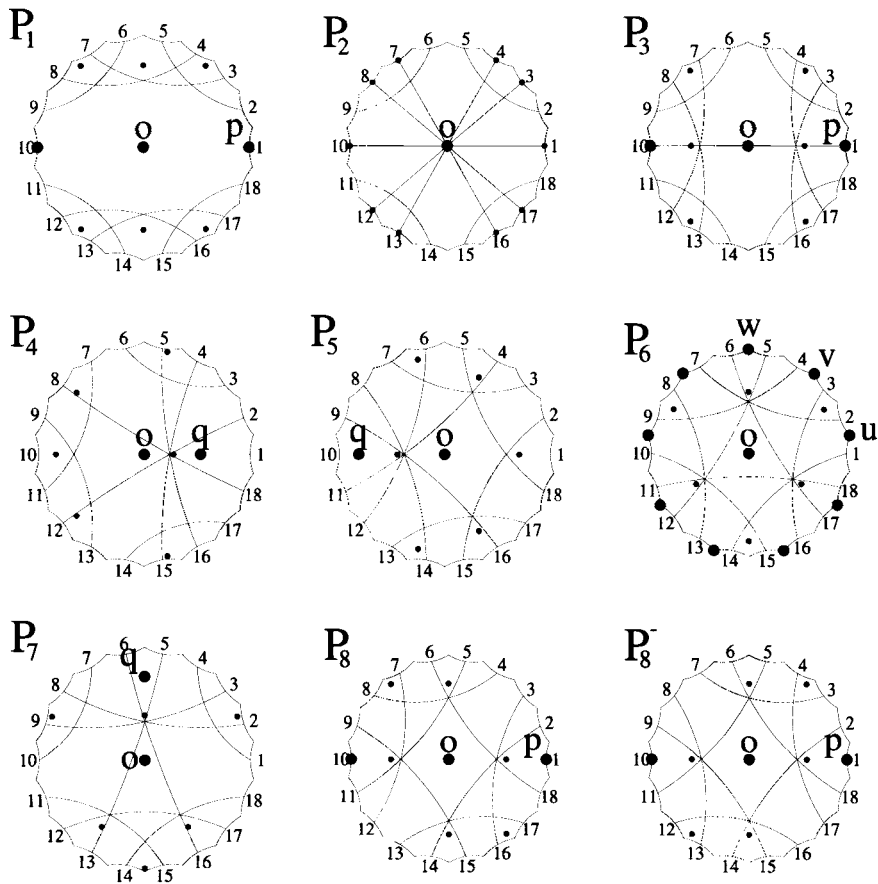 P1 P2 P3
7 6 5 4 7 6 5 4 7 6 5 4
8 3 8 3 8 3
9 2 9 2 9 2
o p o o p
10 1 10 1 10 1
11 18 11 18 11 18
12 17 12 17 12 17
13 14 15 16 13 14 15 16 13 14 15 16
P4 P5 P6 w
7 6 5 4 7 6 5 4 7 6 5 4 v
8 3 8 3 8 3
9 2 9 2 9 2 u
o q q o o
10 1 10 1 10 1
11 18 11 18 11 18
12 17 12 17 12 17
13 14 15 16 13 14 15 16 13 14 15 16
P7 P8 P8-
7 6 5 4 7 6 5 4 7 6 5 4
q
8 3 8 3 8 3
9 2 9 2 9 2
o o p o p
10 1 10 1 10 1
11 18 11 18 11 18
12 17 12 17 12 17
13 14 15 16 13 14 15 16 13 14 15 16